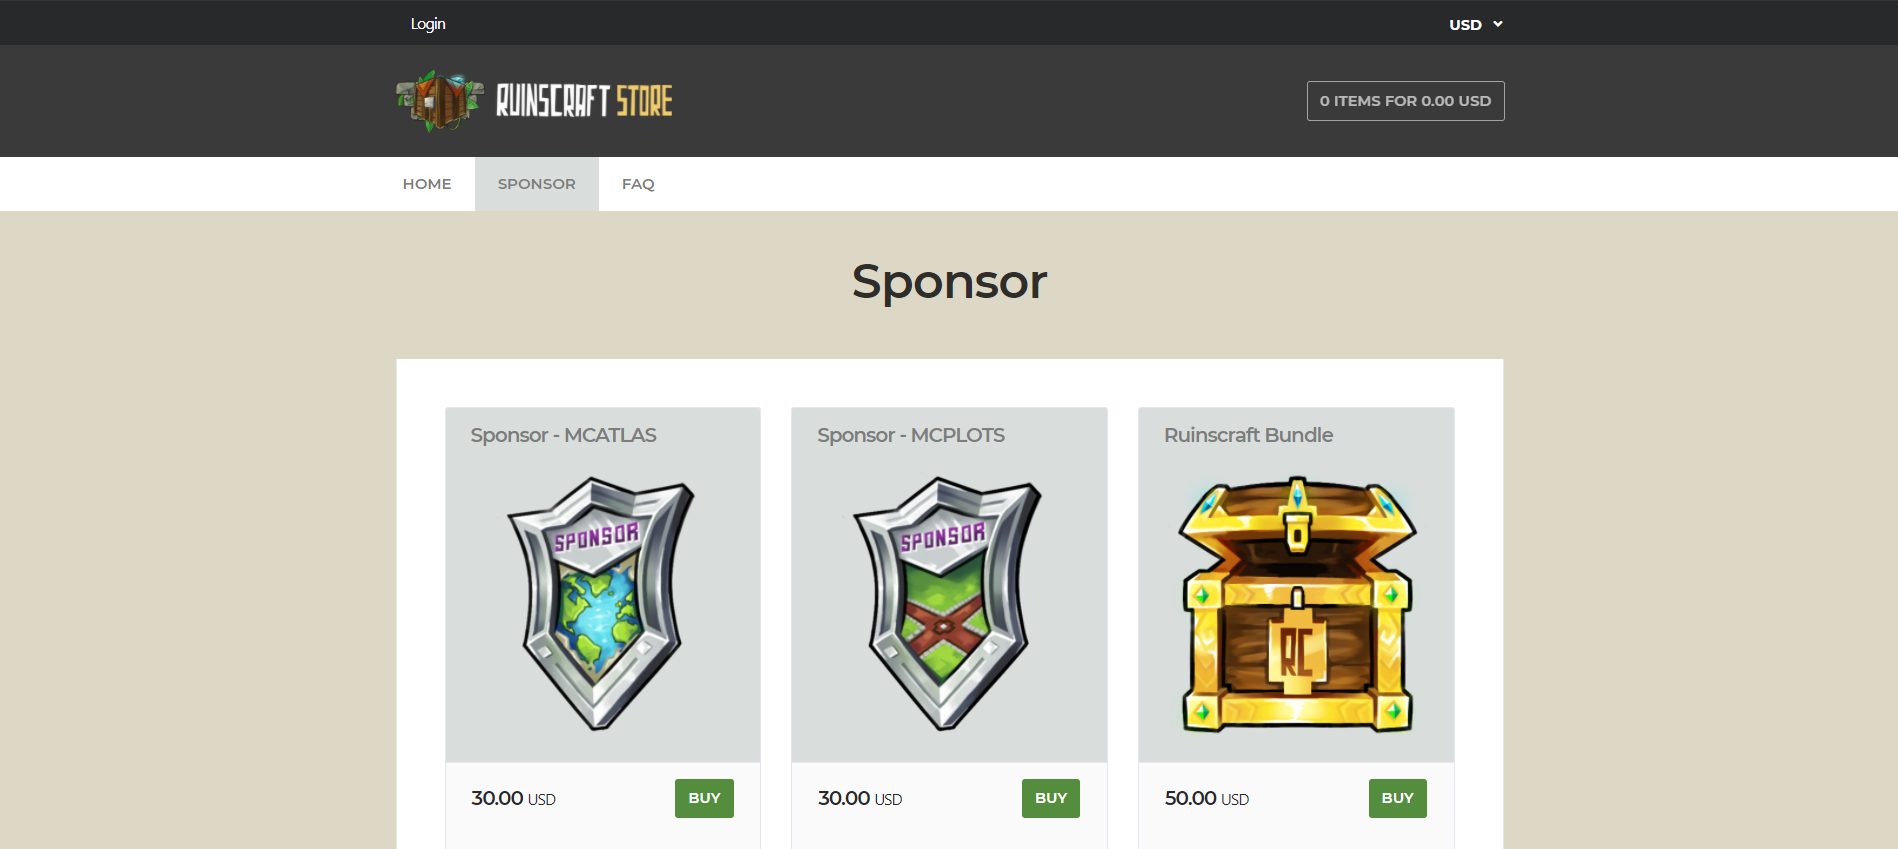 Login
USD
RUINSCRAFT STORE
0 ITEMS FOR 0.00 USD
HOME
SPONSOR
FAQ
Sponsor
Sponsor - MCATLAS
Sponsor - MCPLOTS
Ruinscraft Bundle
SPONSOR
SPONSOR
RC
30.00 USD
BUY
30.00 USD
BUY
50.00 USD
BUY